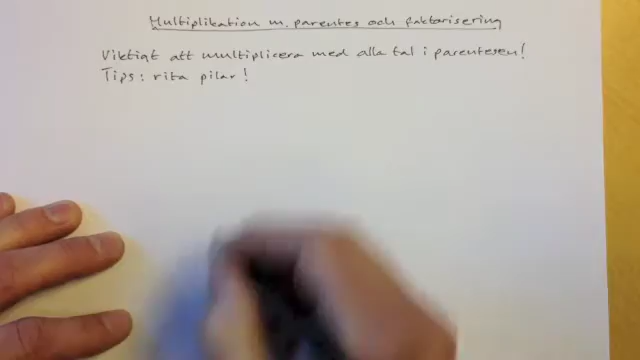 Multiplikation m. parentes och faktorisering
Viktigt att multiplicera med alla tal i parentesen!
Tips: rita pilar!